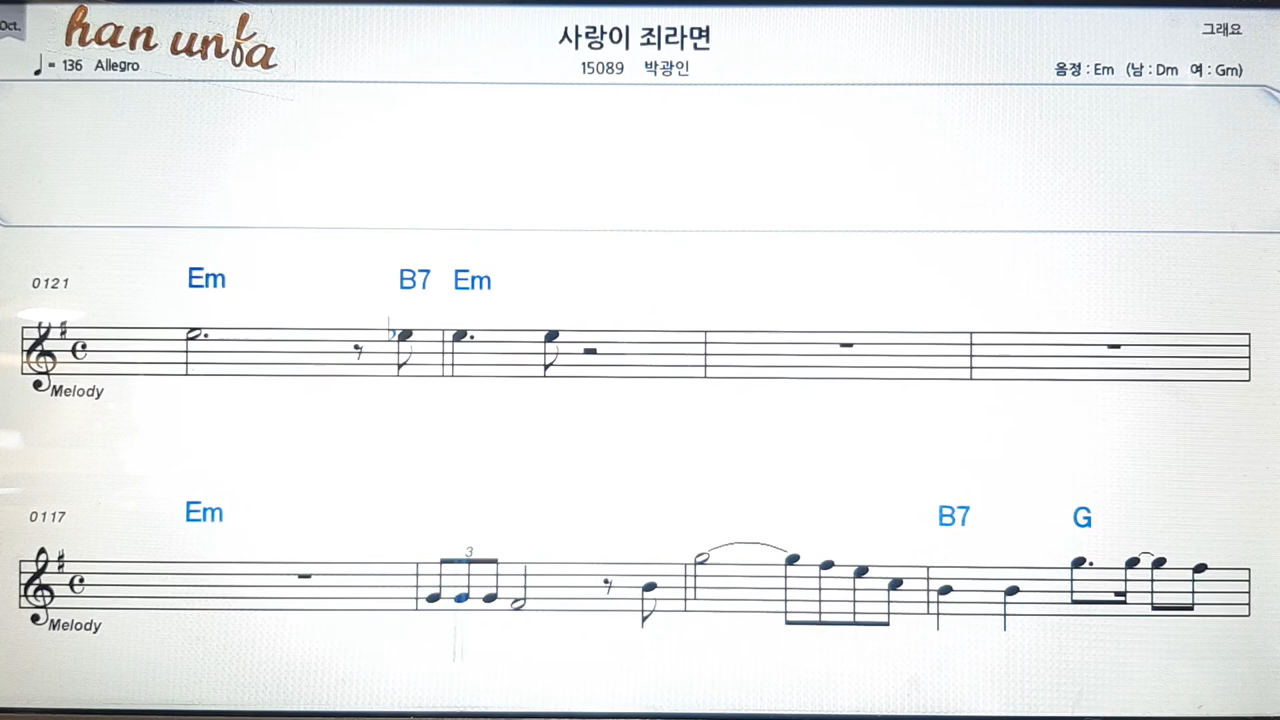 Oct.
han unfa
사랑이 죄라면
그래요
♩= 136 Allegro
15089 박광인
음정 : Em (남 : Dm 여 : Gm)
0121
Em B7 Em
Melody
0117
Em B7 G
3
Melody